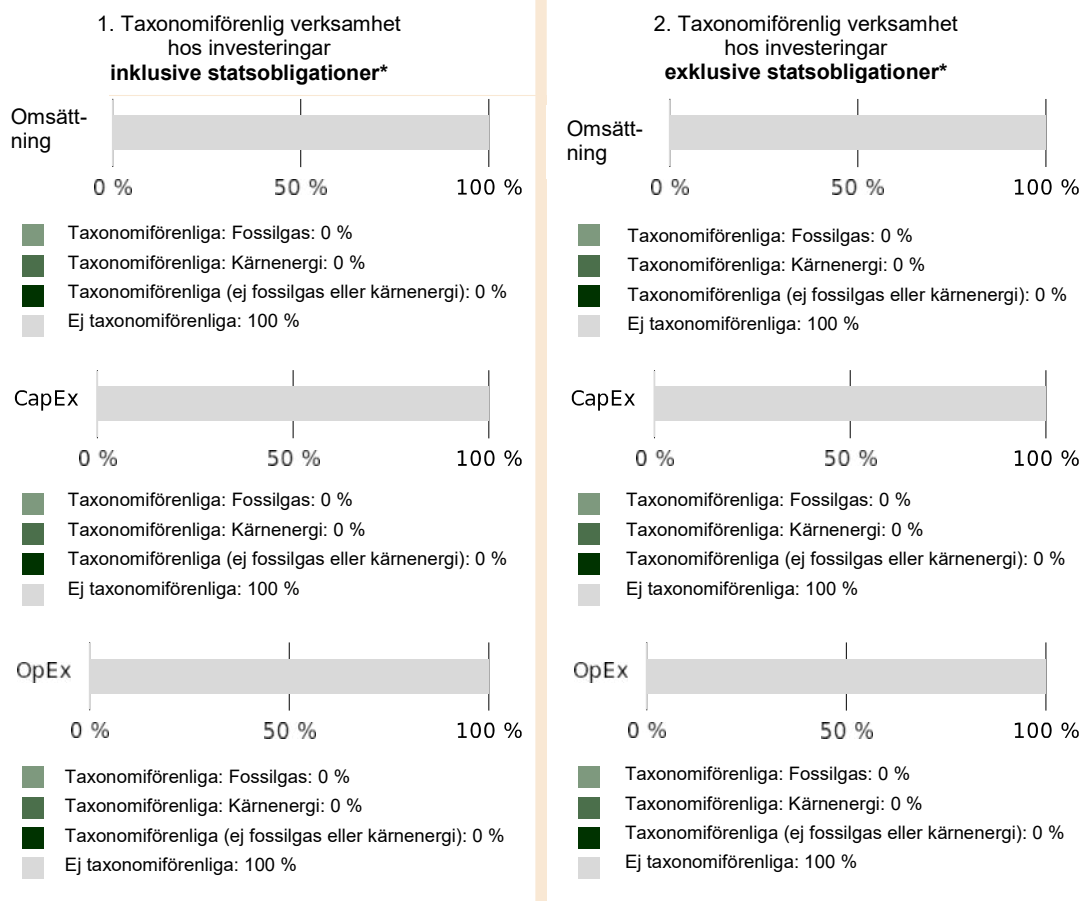 1. Taxonomiförenlig verksamhet
hos investeringar
inklusive statsobligationer*
Omsätt-
ning
0 % 50 % 100 %
Taxonomiförenliga: Fossilgas: 0 %
Taxonomiförenliga: Kärnenergi: 0 %
Taxonomiförenliga (ej fossilgas eller kärnenergi): 0 %
Ej taxonomiförenliga: 100 %
CapEx
0 % 50 % 100 %
Taxonomiförenliga: Fossilgas: 0 %
Taxonomiförenliga: Kärnenergi: 0 %
Taxonomiförenliga (ej fossilgas eller kärnenergi): 0 %
Ej taxonomiförenliga: 100 %
OpEx
0 % 50 % 100 %
Taxonomiförenliga: Fossilgas: 0 %
Taxonomiförenliga: Kärnenergi: 0 %
Taxonomiförenliga (ej fossilgas eller kärnenergi): 0 %
Ej taxonomiförenliga: 100 %
2. Taxonomiförenlig verksamhet
hos investeringar
exklusive statsobligationer*
Omsätt-
ning
0 % 50 % 100 %
Taxonomiförenliga: Fossilgas: 0 %
Taxonomiförenliga: Kärnenergi: 0 %
Taxonomiförenliga (ej fossilgas eller kärnenergi): 0 %
Ej taxonomiförenliga: 100 %
CapEx
0 % 50 % 100 %
Taxonomiförenliga: Fossilgas: 0 %
Taxonomiförenliga: Kärnenergi: 0 %
Taxonomiförenliga (ej fossilgas eller kärnenergi): 0 %
Ej taxonomiförenliga: 100 %
OpEx
0 % 50 % 100 %
Taxonomiförenliga: Fossilgas: 0 %
Taxonomiförenliga: Kärnenergi: 0 %
Taxonomiförenliga (ej fossilgas eller kärnenergi): 0 %
Ej taxonomiförenliga: 100 %